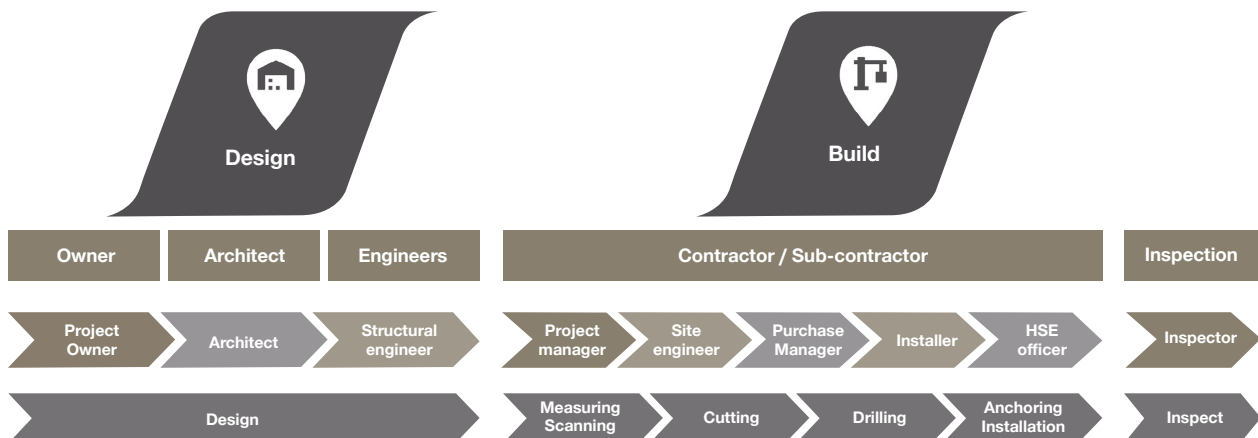 Design
Build
Owner
Architect
Engineers
Contractor / Sub-contractor
Inspection
Project
Owner
Architect
Structural
engineer
Project
manager
Site
engineer
Purchase
Manager
Installer
HSE
officer
Inspector
Design
Measuring
Scanning
Cutting
Drilling
Anchoring
Installation
Inspect